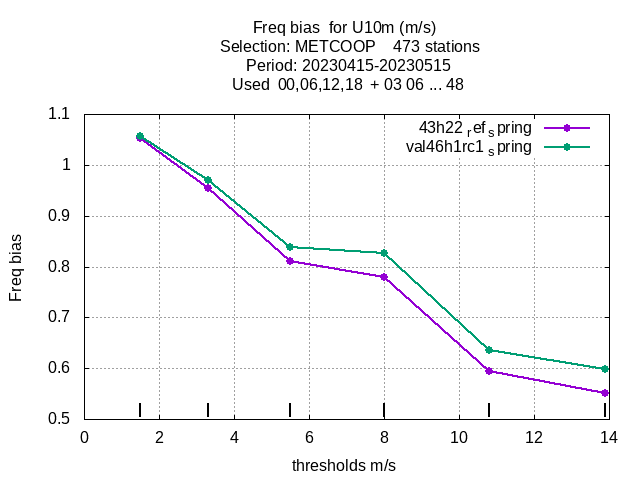 Freq bias  for U10m (m/s)
Selection: METCOOP    473 stations
Period: 20230415-20230515
Used  00,06,12,18  + 03 06 ... 48
43h22 ref spring
val46h1rc1 spring
Freq bias
1.1
1
0.9
0.8
0.7
0.6
0.5
0 2 4 6 8 10 12 14
thresholds m/s